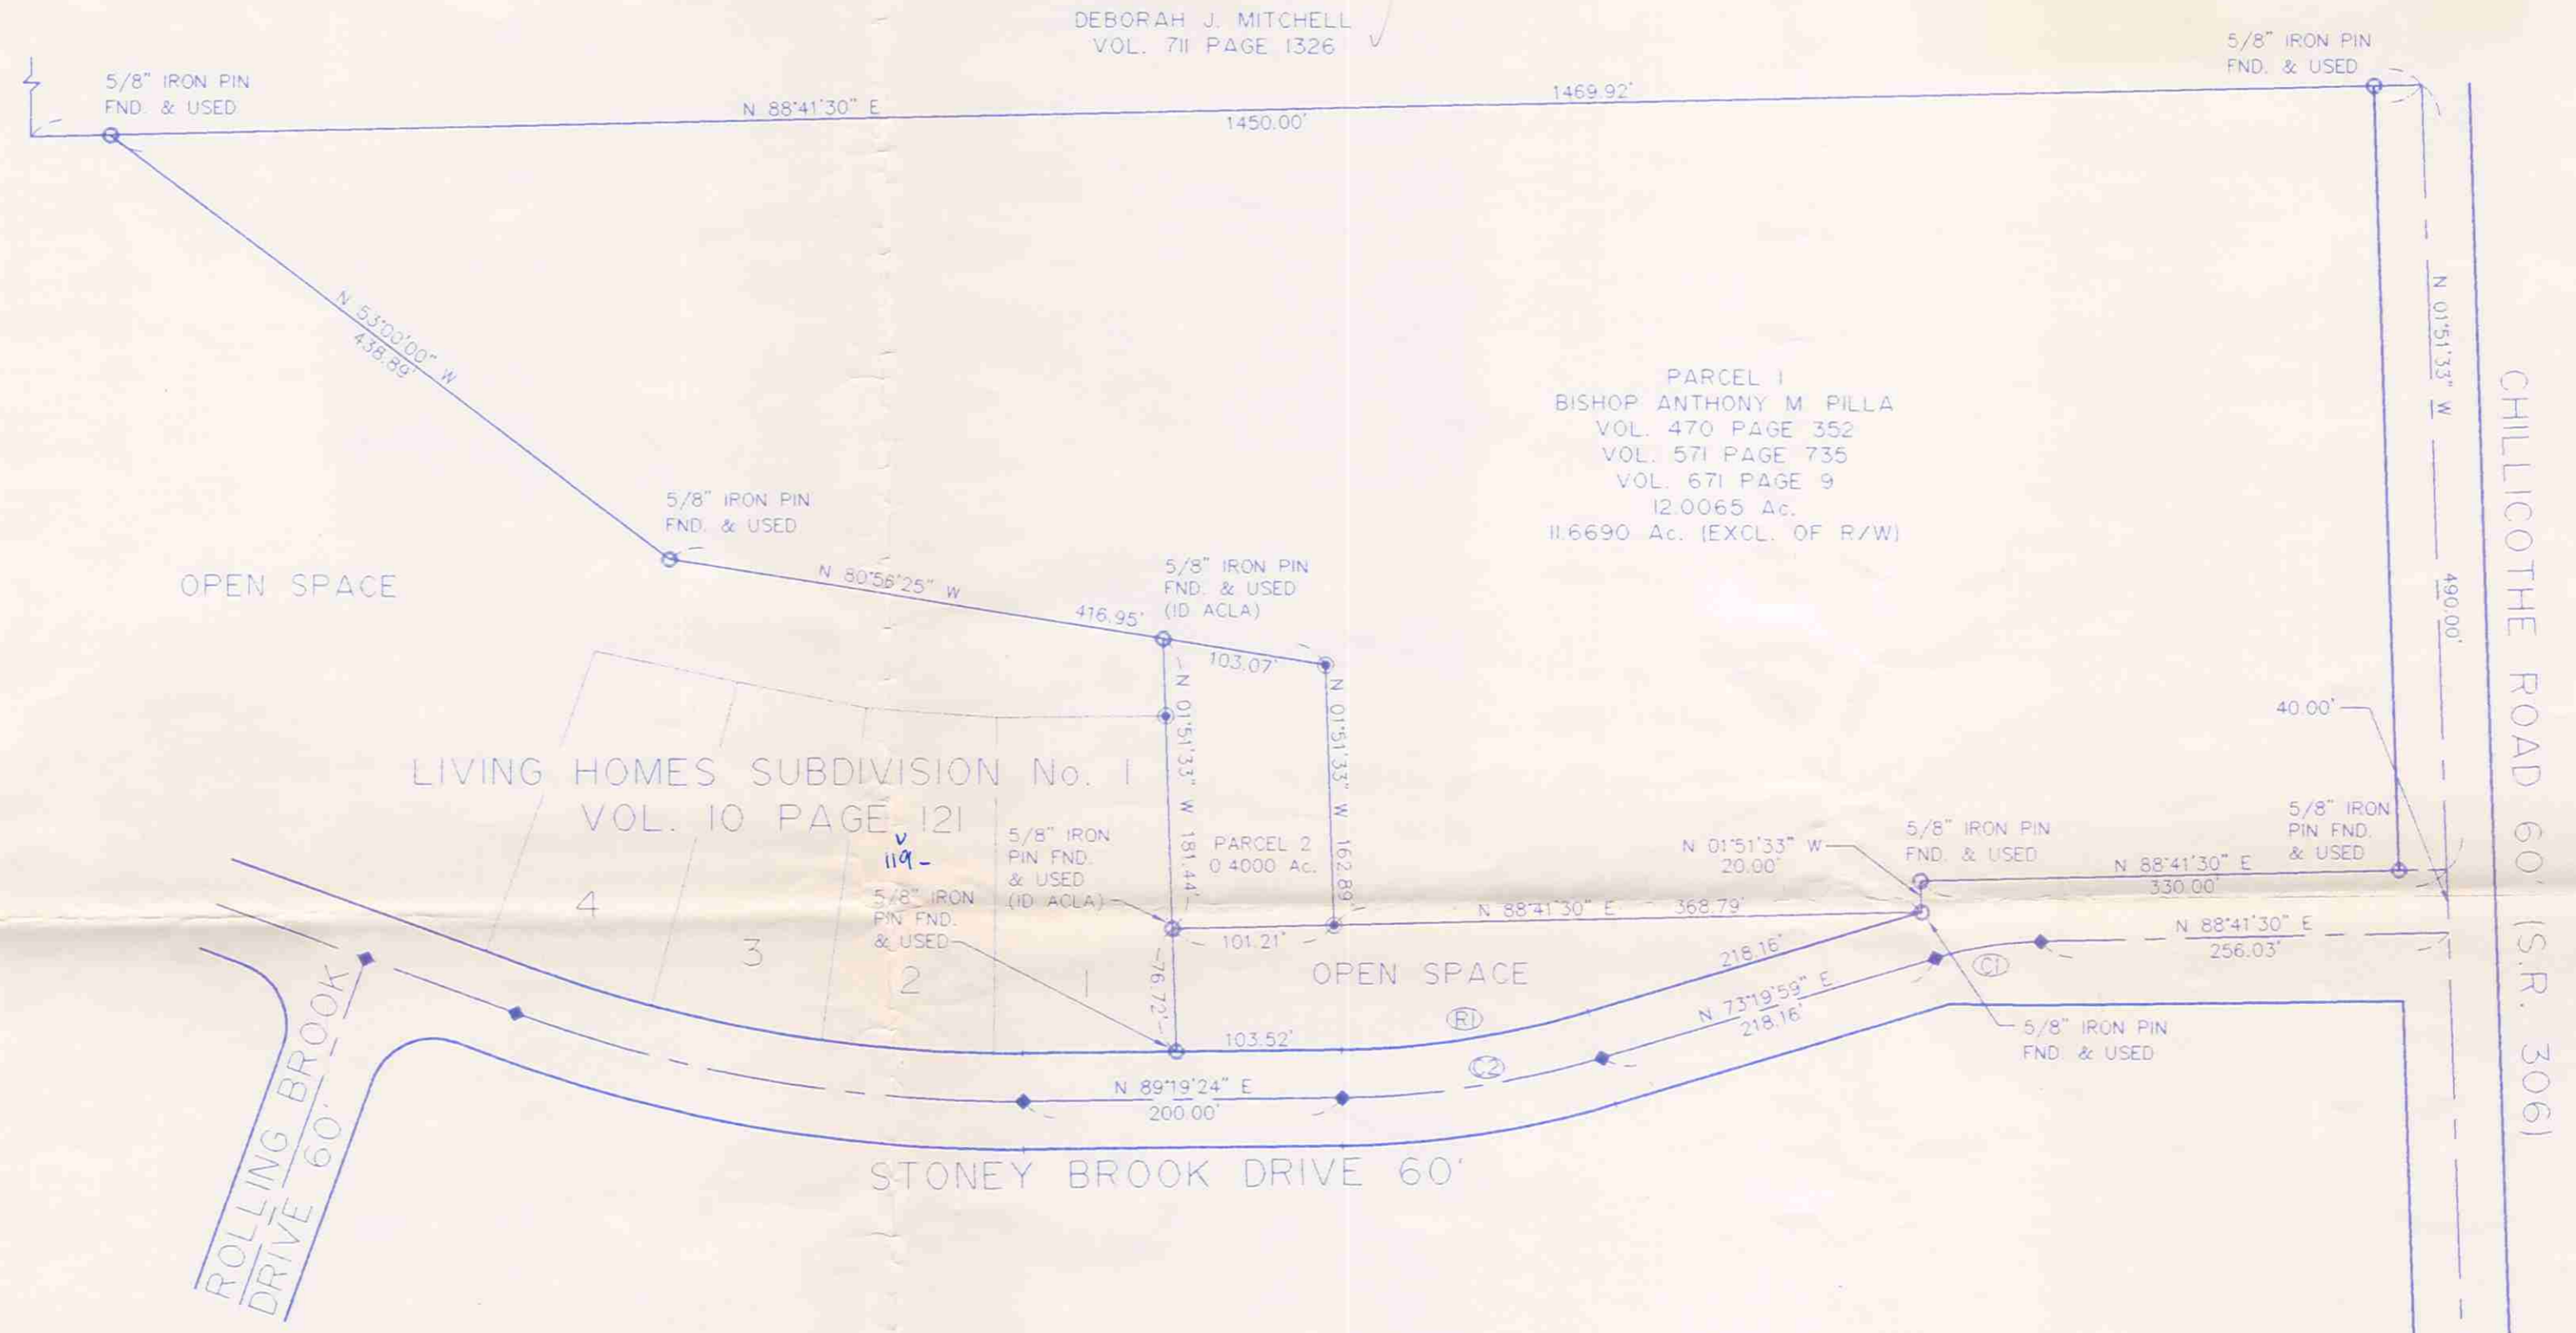 DEBORAH J. MITCHELL
VOL. 711 PAGE 1326
5/8" IRON PIN
FND. & USED
5/8" IRON PIN
FND. & USED
N 88°41'30" E
1469.92'
1450.00'
N 01°51'33" W
490.00'
CHILLICOTHE ROAD 60' (S.R. 306)
N 53°00'00" W
438.89'
PARCEL 1
BISHOP ANTHONY M PILLA
VOL. 470 PAGE 352
VOL. 571 PAGE 735
VOL. 671 PAGE 9
12.0065 Ac.
11.6690 Ac. (EXCL. OF R/W)
5/8" IRON PIN
FND. & USED
OPEN SPACE
N 80°56'25" W
416.95'
5/8" IRON PIN
FND. & USED
(ID ACLA)
103.07'
N 01°51'33" W 181.44'
N 01°51'33" W 162.89'
40.00'
LIVING HOMES SUBDIVISION No. 1
VOL. 10 PAGE 121
119-
5/8" IRON
PIN FND.
& USED
(ID ACLA)
PARCEL 2
0.4000 Ac.
N 01°51'33" W
20.00'
5/8" IRON PIN
FND. & USED
5/8" IRON
PIN FND.
& USED
N 88°41'30" E
330.00'
4
3
2
1
5/8" IRON
PIN FND.
& USED
N 88°41'30" E 368.79'
101.21'
76.72'
OPEN SPACE
218.16'
N 88°41'30" E
256.03'
C1
R1
N 73°19'59" E
218.16'
5/8" IRON PIN
FND. & USED
103.52'
C2
N 89°19'24" E
200.00'
STONEY BROOK DRIVE 60'
ROLLING BROOK
DRIVE 60'